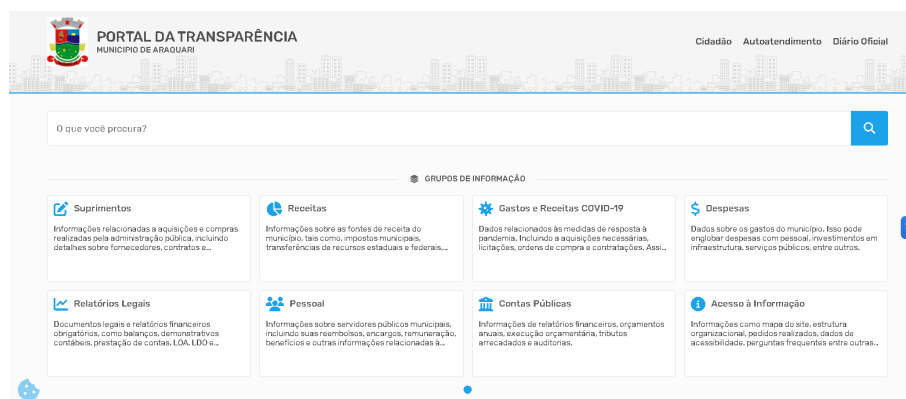 PORTAL DA TRANSPARÊNCIA
MUNICIPIO DE ARAQUARI
Cidadão Autoatendimento Diário Oficial
O que você procura?
GRUPOS DE INFORMAÇÃO
Suprimentos
Informações relacionadas a aquisições e compras
realizadas pela administração pública, incluindo
detalhes sobre fornecedores, contratos e...
Receitas
Informações sobre as fontes de receita do
município, tais como, impostos municipais,
transferências de recursos estaduais e federais,...
Gastos e Receitas COVID-19
Dados relacionados às medidas de resposta à
pandemia. Incluindo a aquisições necessárias,
licitações, ordens de compra e contratações. Assi...
Despesas
Dados sobre os gastos do município. Isso pode
englobar despesas com pessoal, investimentos em
infraestrutura, serviços públicos, entre outros.
Relatórios Legais
Documentos legais e relatórios financeiros
obrigatórios, como balanços, demonstrativos
contábeis, prestação de contas, LOA, LDO e...
Pessoal
Informações sobre servidores públicos municipais,
incluindo suas reembolsos, encargos, remuneração,
benefícios e outras informações relacionadas à...
Contas Públicas
Informações de relatórios financeiros, orçamentos
anuais, execução orçamentária, tributos
arrecadados e auditorias.
Acesso à Informação
Informações como mapa do site, estrutura
organizacional, pedidos realizados, dados de
acessibilidade, perguntas frequentes entre outras...